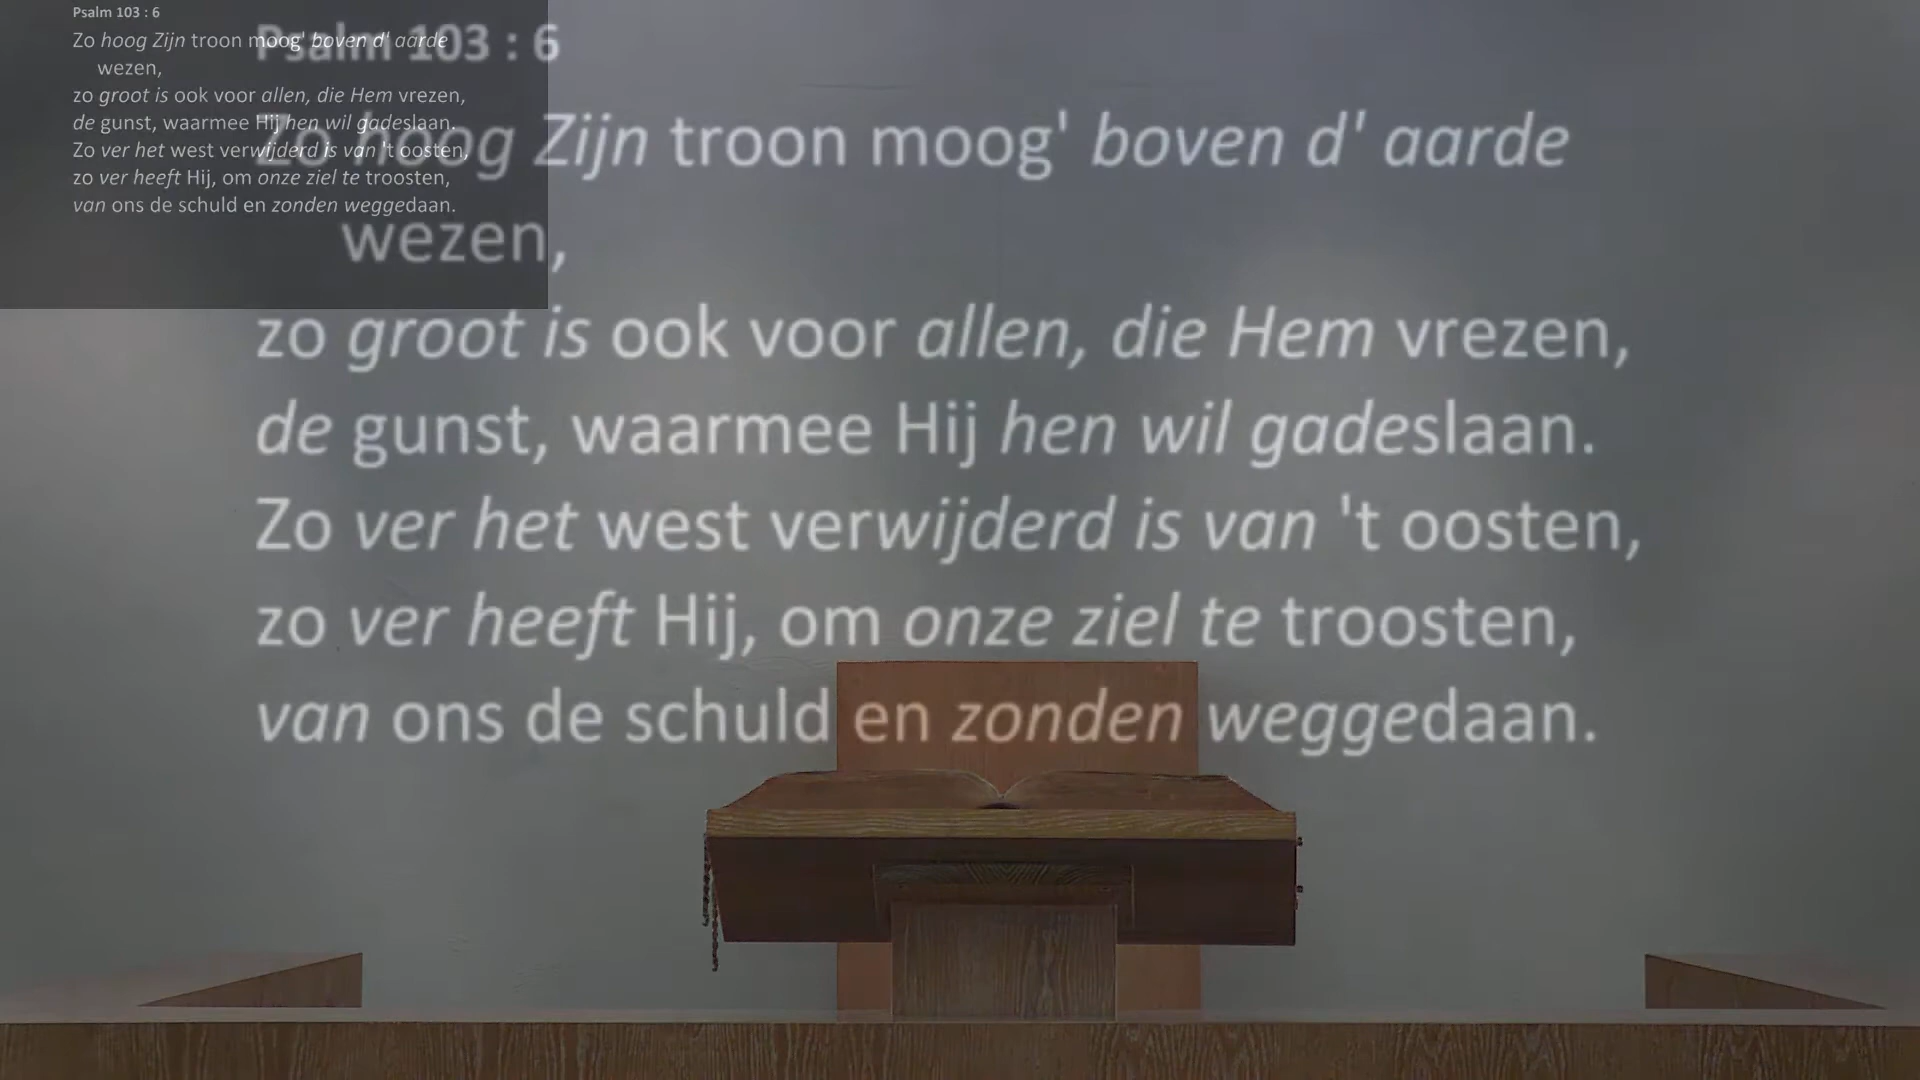 Psalm 103 : 6
Zo hoog Zijn troon moog' boven d' aarde
wezen,
zo groot is ook voor allen, die Hem vrezen,
de gunst, waarmee Hij hen wil gadeslaan.
Zo ver het west verwijderd is van 't oosten,
zo ver heeft Hij, om onze ziel te troosten,
van ons de schuld en zonden weggedaan.
Psalm 103 : 6
Zo hoog Zijn troon moog' boven d' aarde
wezen,
zo groot is ook voor allen, die Hem vrezen,
de gunst, waarmee Hij hen wil gadeslaan.
Zo ver het west verwijderd is van 't oosten,
zo ver heeft Hij, om onze ziel te troosten,
van ons de schuld en zonden weggedaan.